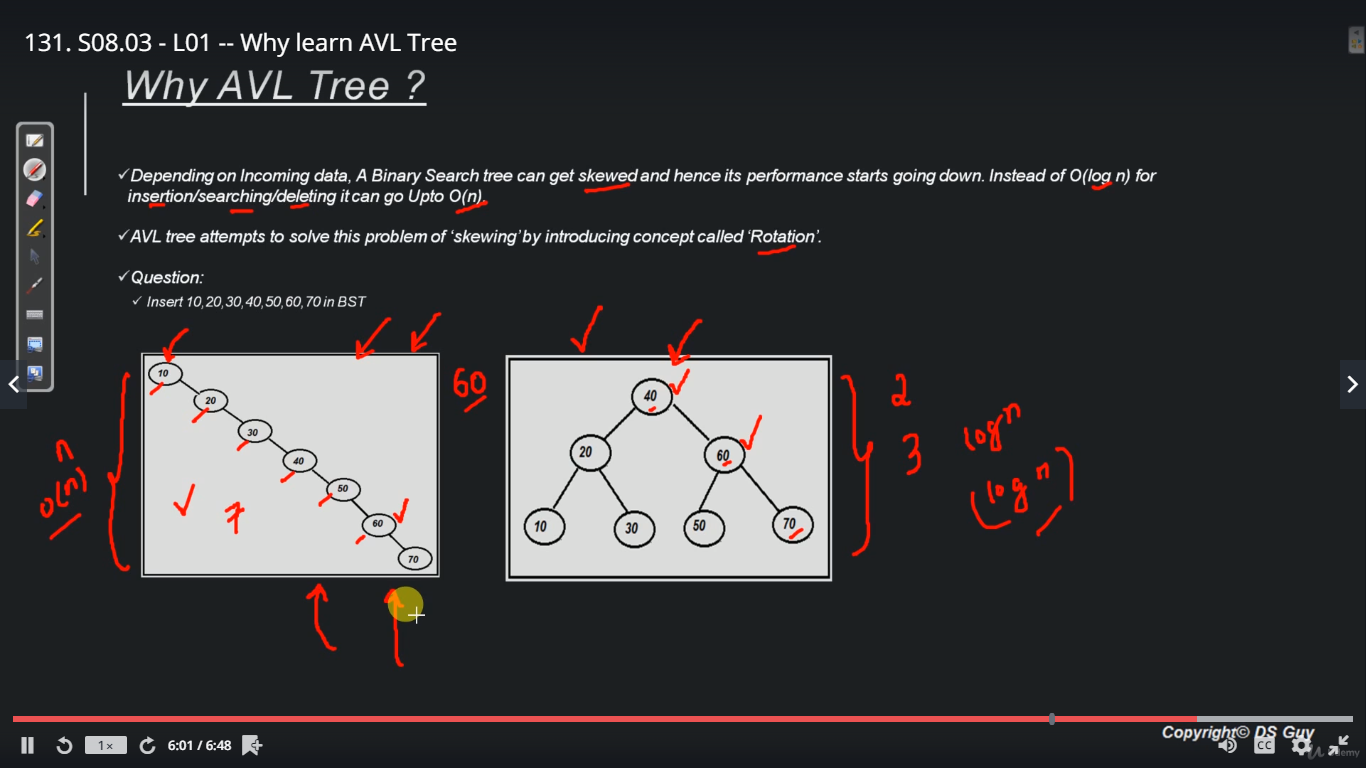 131. S08.03 - L01 -- Why learn AVL Tree
Why AVL Tree ?
✓Depending on Incoming data, A Binary Search tree can get skewed and hence its performance starts going down. Instead of O(log n) for
insertion/searching/deleting it can go Upto O(n).
✓AVL tree attempts to solve this problem of ‘skewing’ by introducing concept called ‘Rotation’.
✓Question:
✓ Insert 10,20,30,40,50,60,70 in BST
10
20
30
40
50
60
70
n
O(n)
7
60
40
20
60
10
30
50
70
2
3
log n
log n
Copyright© DS Guy
1x
6:01 / 6:48
CC